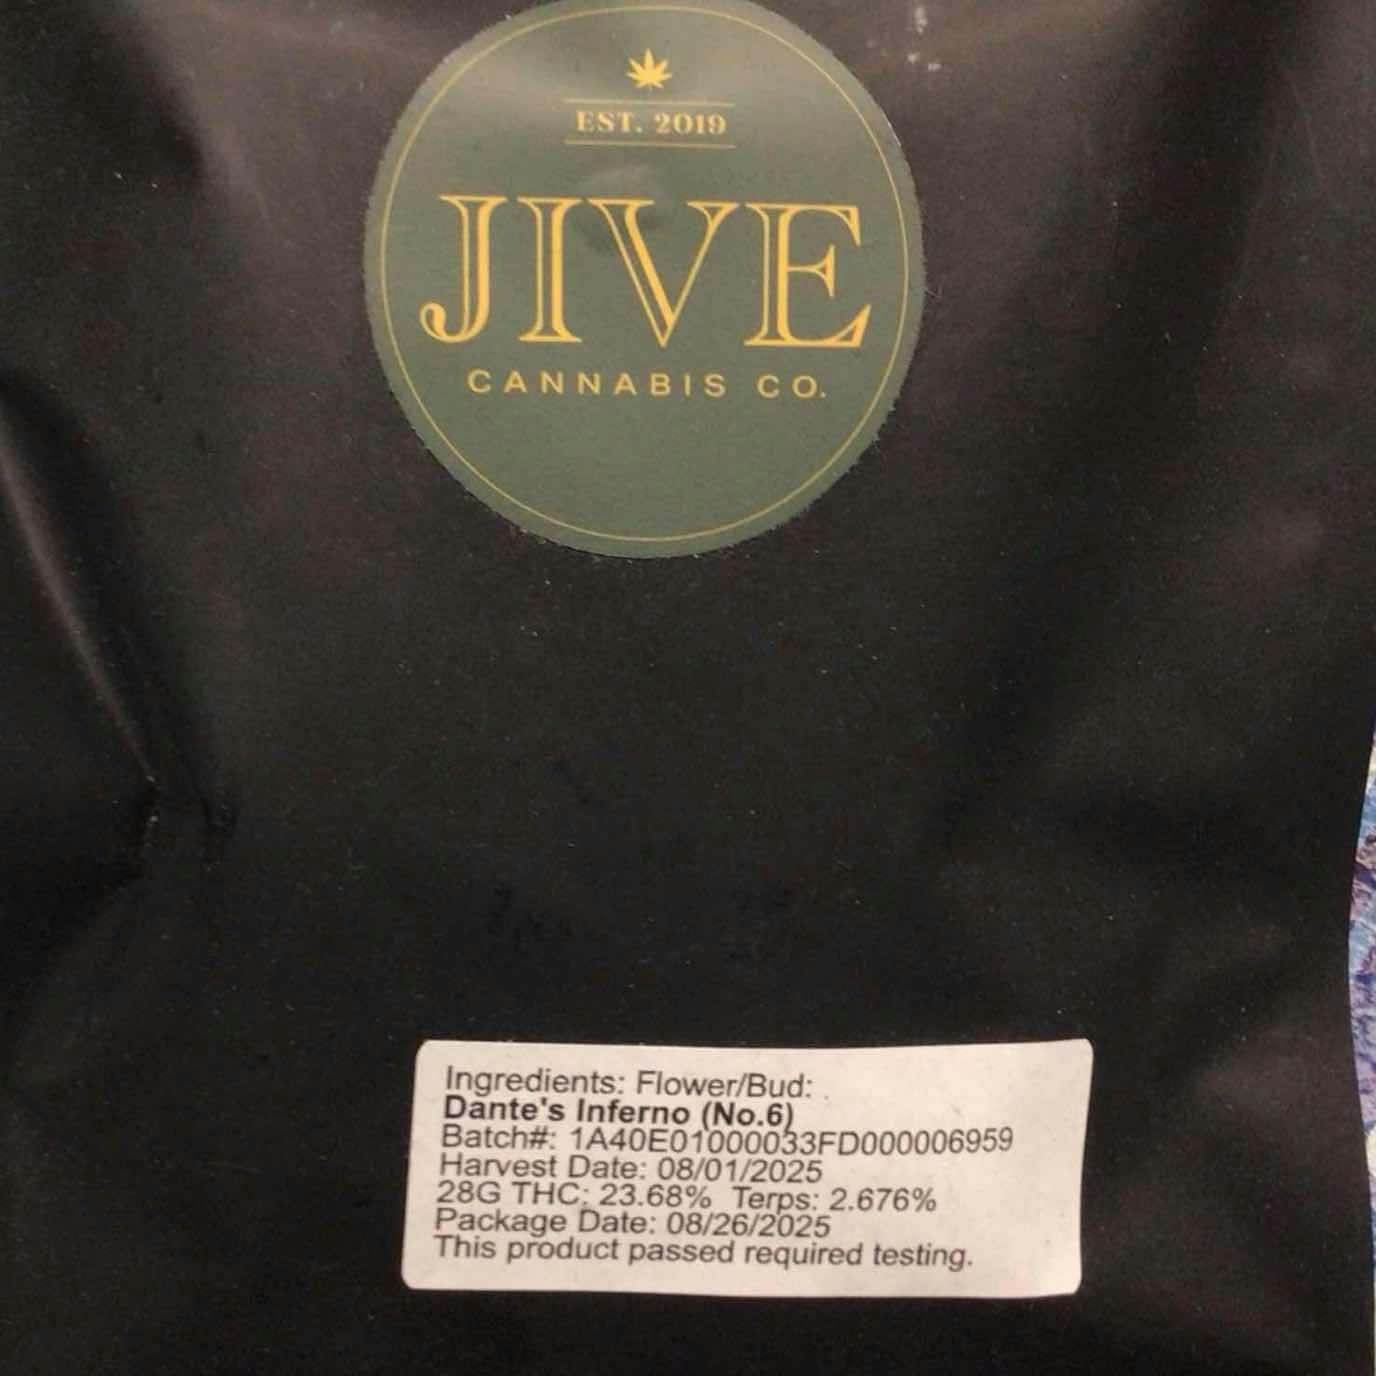 EST. 2019
JIVE
CANNABIS CO.
Ingredients: Flower/Bud:
Dante's Inferno (No.6)
Batch#: 1A40E01000033FD000006959
Harvest Date: 08/01/2025
28G THC: 23.68% Terps: 2.676%
Package Date: 08/26/2025
This product passed required testing.